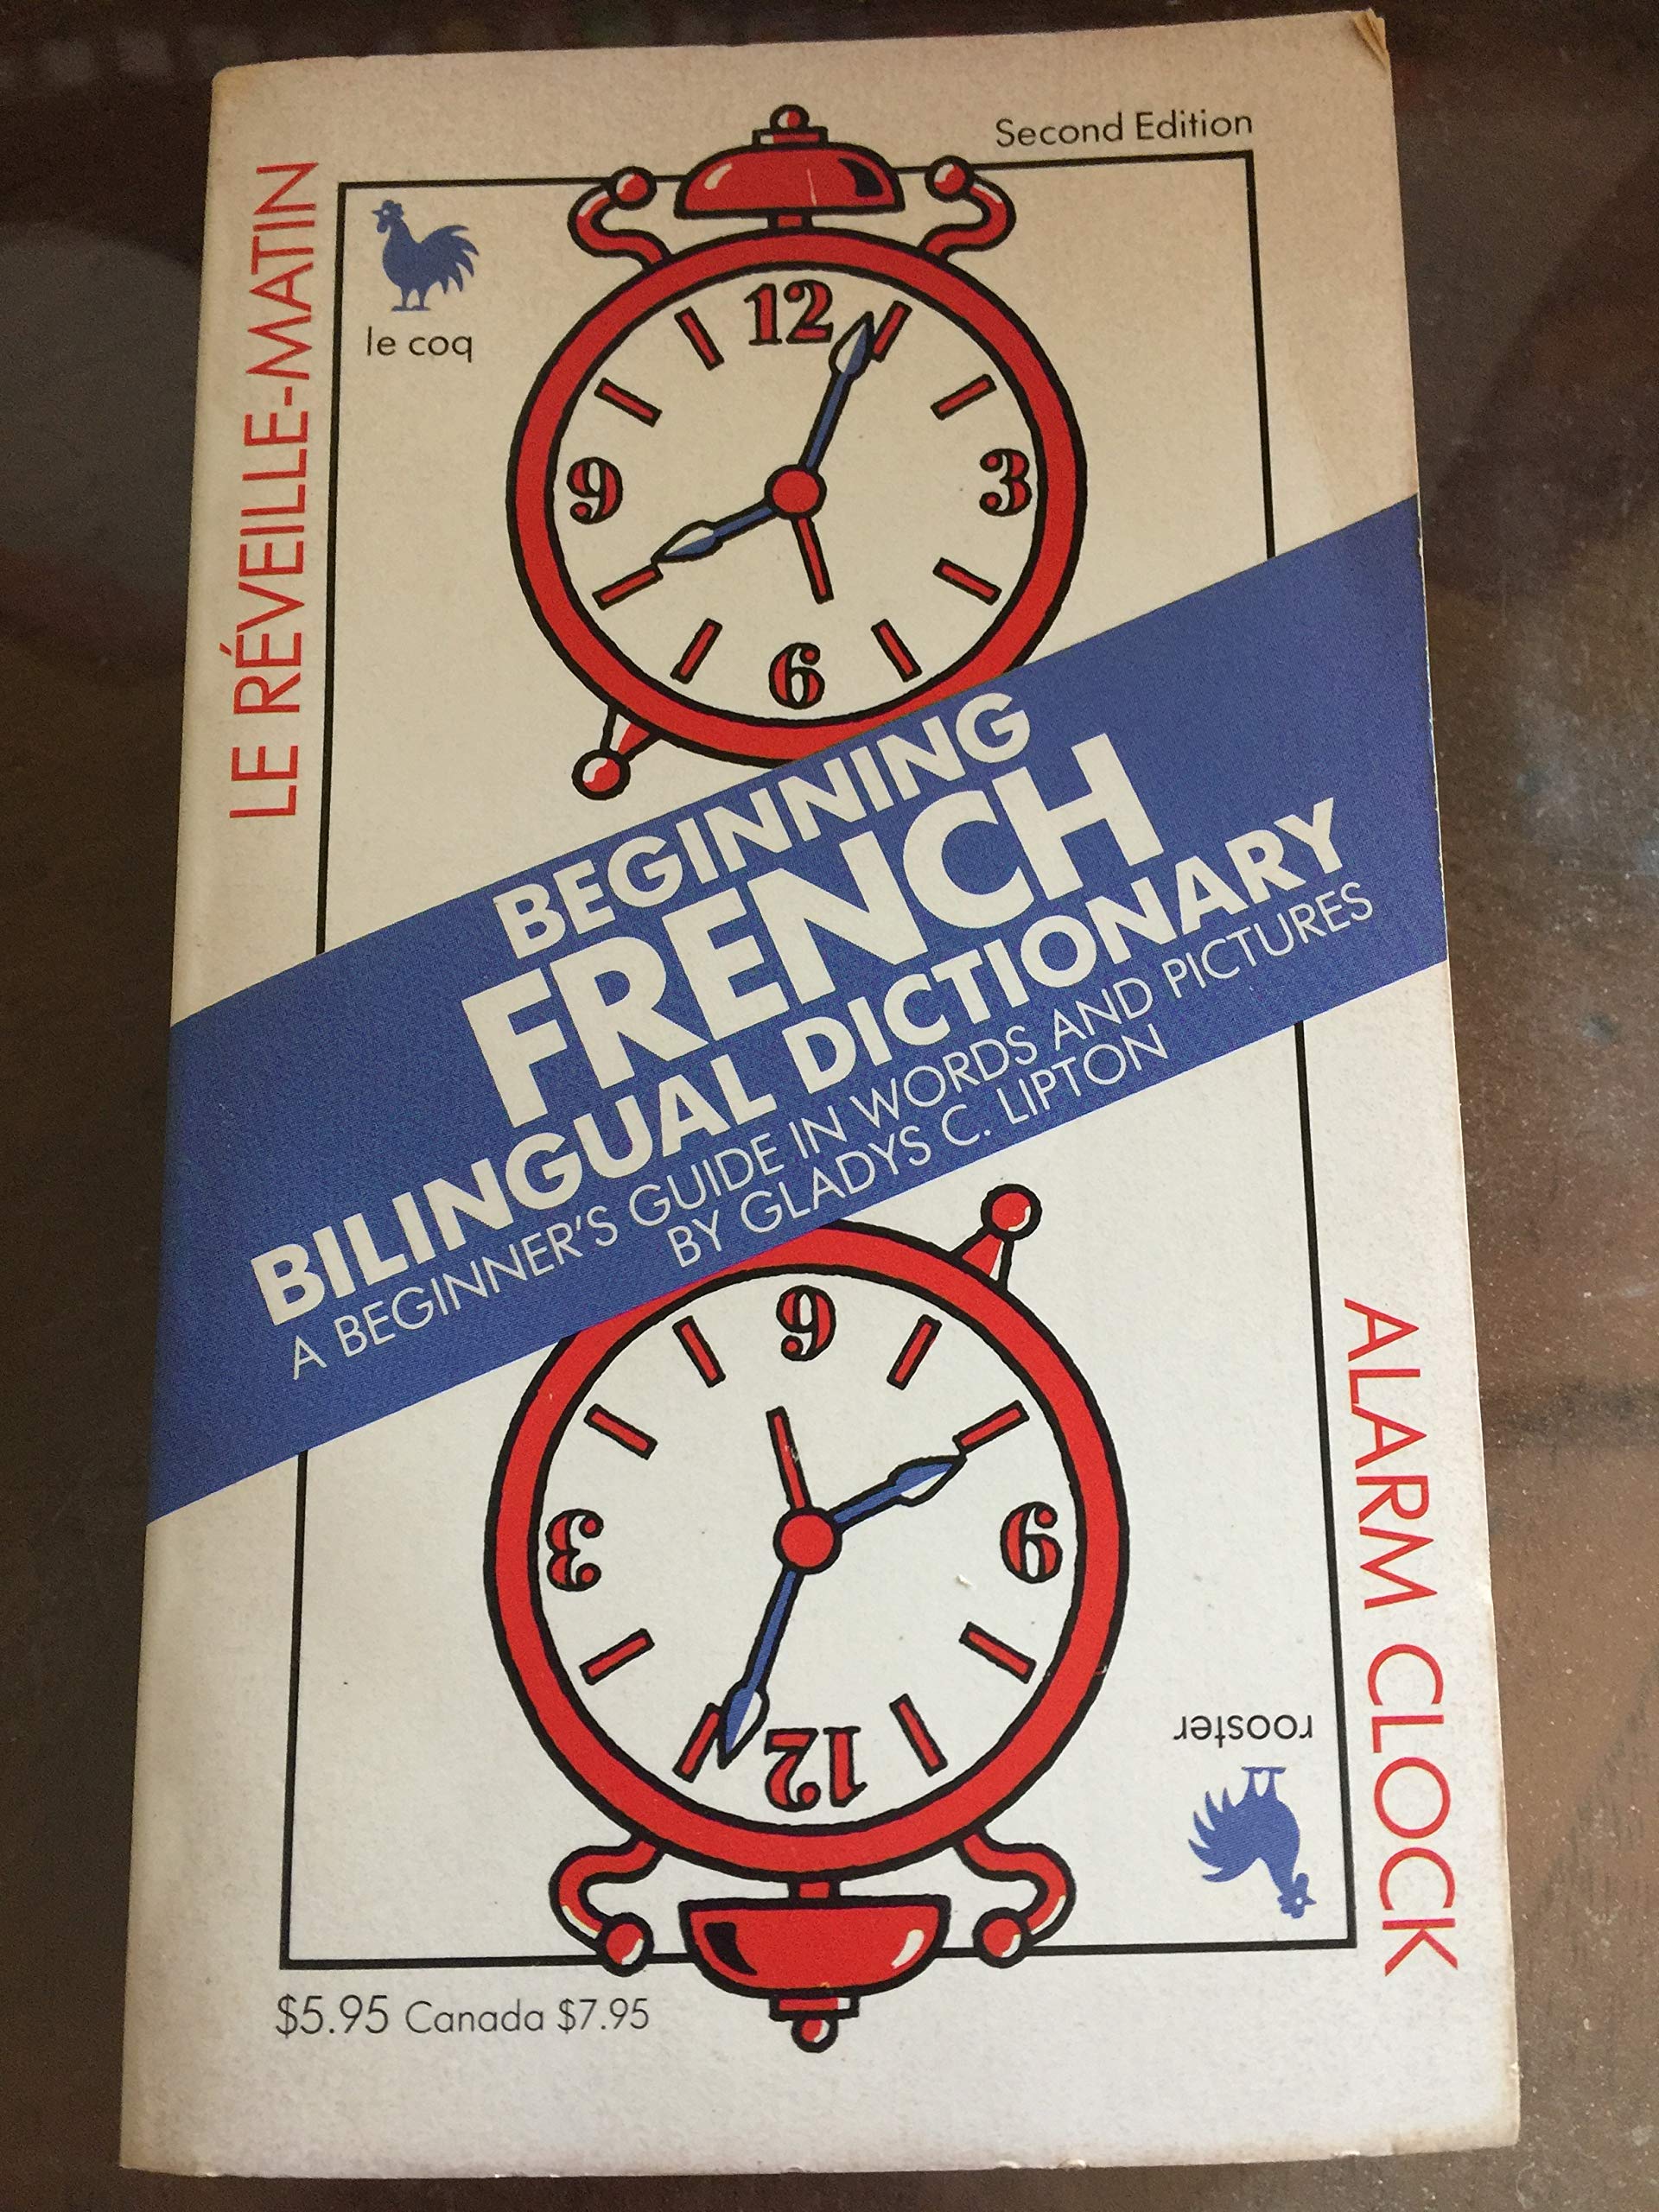 Second Edition
LE RÉVEILLE-MATIN
le coq
12
9
3
6
BEGINNING
FRENCH
BILINGUAL DICTIONARY
A BEGINNER'S GUIDE IN WORDS AND PICTURES
BY GLADYS C. LIPTON
6
3
9
12
ALARM CLOCK
rooster
$5.95 Canada $7.95